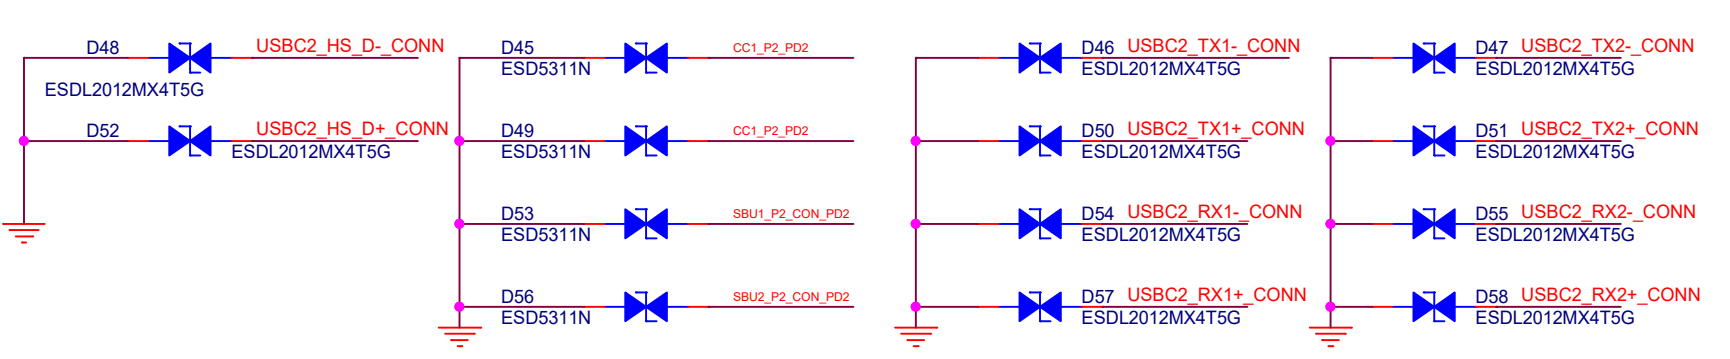 D48 USBC2_HS_D-_CONN
ESDL2012MX4T5G
D52 USBC2_HS_D+_CONN
ESDL2012MX4T5G
D45 CC1_P2_PD2
ESD5311N
D49 CC1_P2_PD2
ESD5311N
D53 SBU1_P2_CON_PD2
ESD5311N
D56 SBU2_P2_CON_PD2
ESD5311N
D46 USBC2_TX1-_CONN
ESDL2012MX4T5G
D50 USBC2_TX1+_CONN
ESDL2012MX4T5G
D54 USBC2_RX1-_CONN
ESDL2012MX4T5G
D57 USBC2_RX1+_CONN
ESDL2012MX4T5G
D47 USBC2_TX2-_CONN
ESDL2012MX4T5G
D51 USBC2_TX2+_CONN
ESDL2012MX4T5G
D55 USBC2_RX2-_CONN
ESDL2012MX4T5G
D58 USBC2_RX2+_CONN
ESDL2012MX4T5G